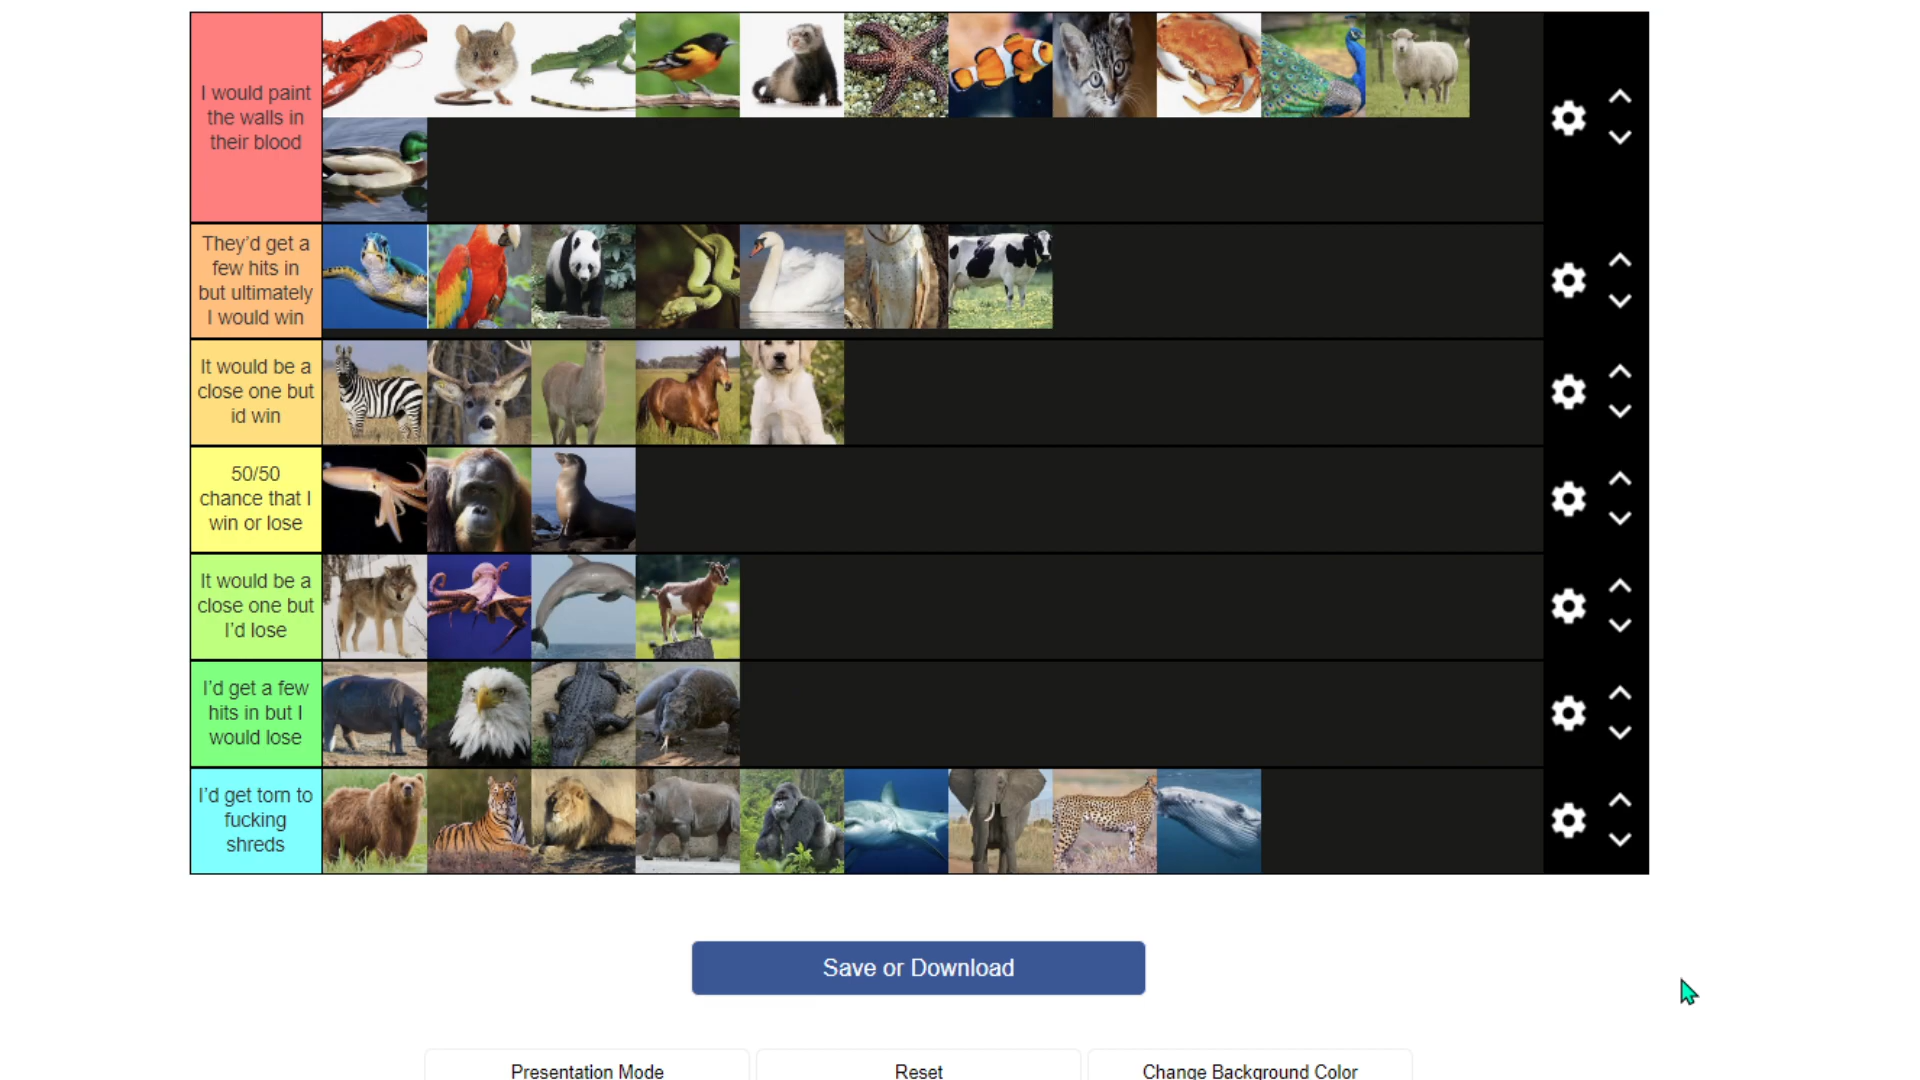 I would paint
the walls in
their blood
They'd get a
few hits in
but ultimately
I would win
It would be a
close one but
id win
50/50
chance that I
win or lose
It would be a
close one but
I'd lose
I'd get a few
hits in but I
would lose
I'd get torn to
fucking
shreds
Save or Download
Presentation Mode
Reset
Change Background Color